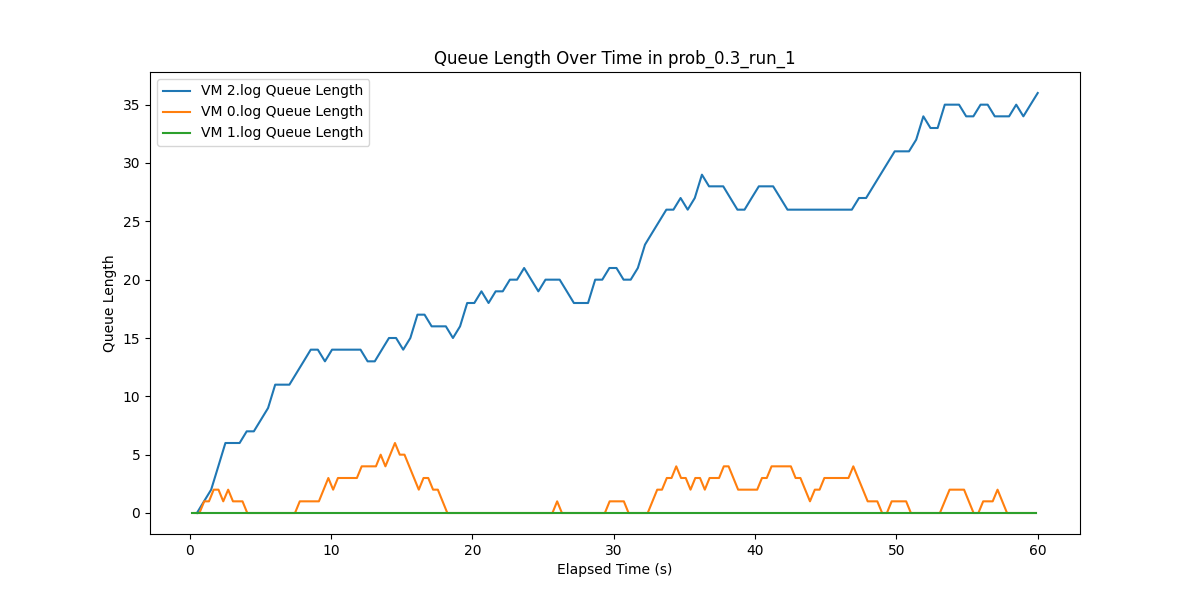 Queue Length Over Time in prob_0.3_run_1
VM 2.log Queue Length
VM 0.log Queue Length
VM 1.log Queue Length
Queue Length
35
30
25
20
15
10
5
0
0 10 20 30 40 50 60
Elapsed Time (s)